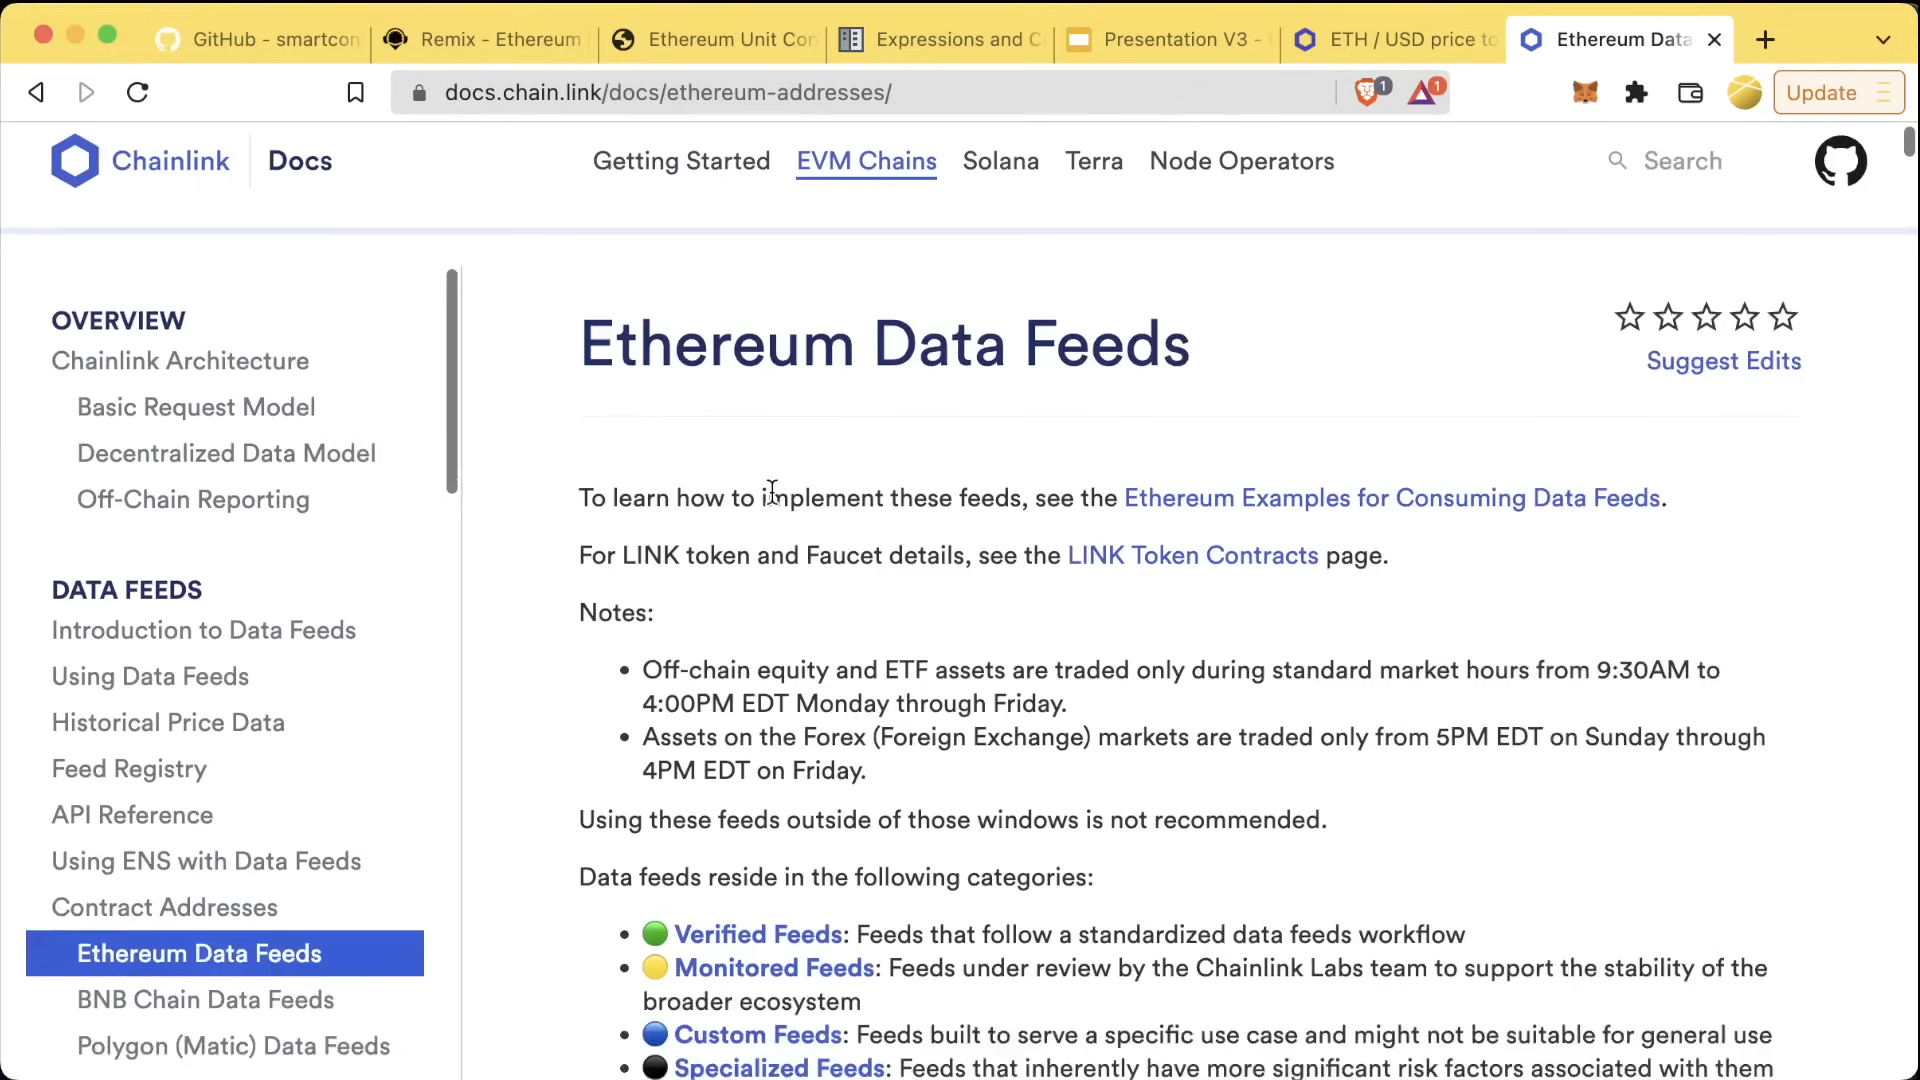 GitHub - smartcon
Remix - Ethereum
Ethereum Unit Con
Expressions and C
Presentation V3 -
ETH / USD price to
Ethereum Data
docs.chain.link/docs/ethereum-addresses/
1
1
Update
Chainlink
Docs
Getting Started
EVM Chains
Solana
Terra
Node Operators
Search
OVERVIEW
Chainlink Architecture
Basic Request Model
Decentralized Data Model
Off-Chain Reporting
DATA FEEDS
Introduction to Data Feeds
Using Data Feeds
Historical Price Data
Feed Registry
API Reference
Using ENS with Data Feeds
Contract Addresses
Ethereum Data Feeds
BNB Chain Data Feeds
Polygon (Matic) Data Feeds
Ethereum Data Feeds
Suggest Edits
To learn how to implement these feeds, see the Ethereum Examples for Consuming Data Feeds.
For LINK token and Faucet details, see the LINK Token Contracts page.
Notes:
• Off-chain equity and ETF assets are traded only during standard market hours from 9:30AM to
4:00PM EDT Monday through Friday.
• Assets on the Forex (Foreign Exchange) markets are traded only from 5PM EDT on Sunday through
4PM EDT on Friday.
Using these feeds outside of those windows is not recommended.
Data feeds reside in the following categories:
• Verified Feeds: Feeds that follow a standardized data feeds workflow
• Monitored Feeds: Feeds under review by the Chainlink Labs team to support the stability of the
broader ecosystem
• Custom Feeds: Feeds built to serve a specific use case and might not be suitable for general use
• Specialized Feeds: Feeds that inherently have more significant risk factors associated with them